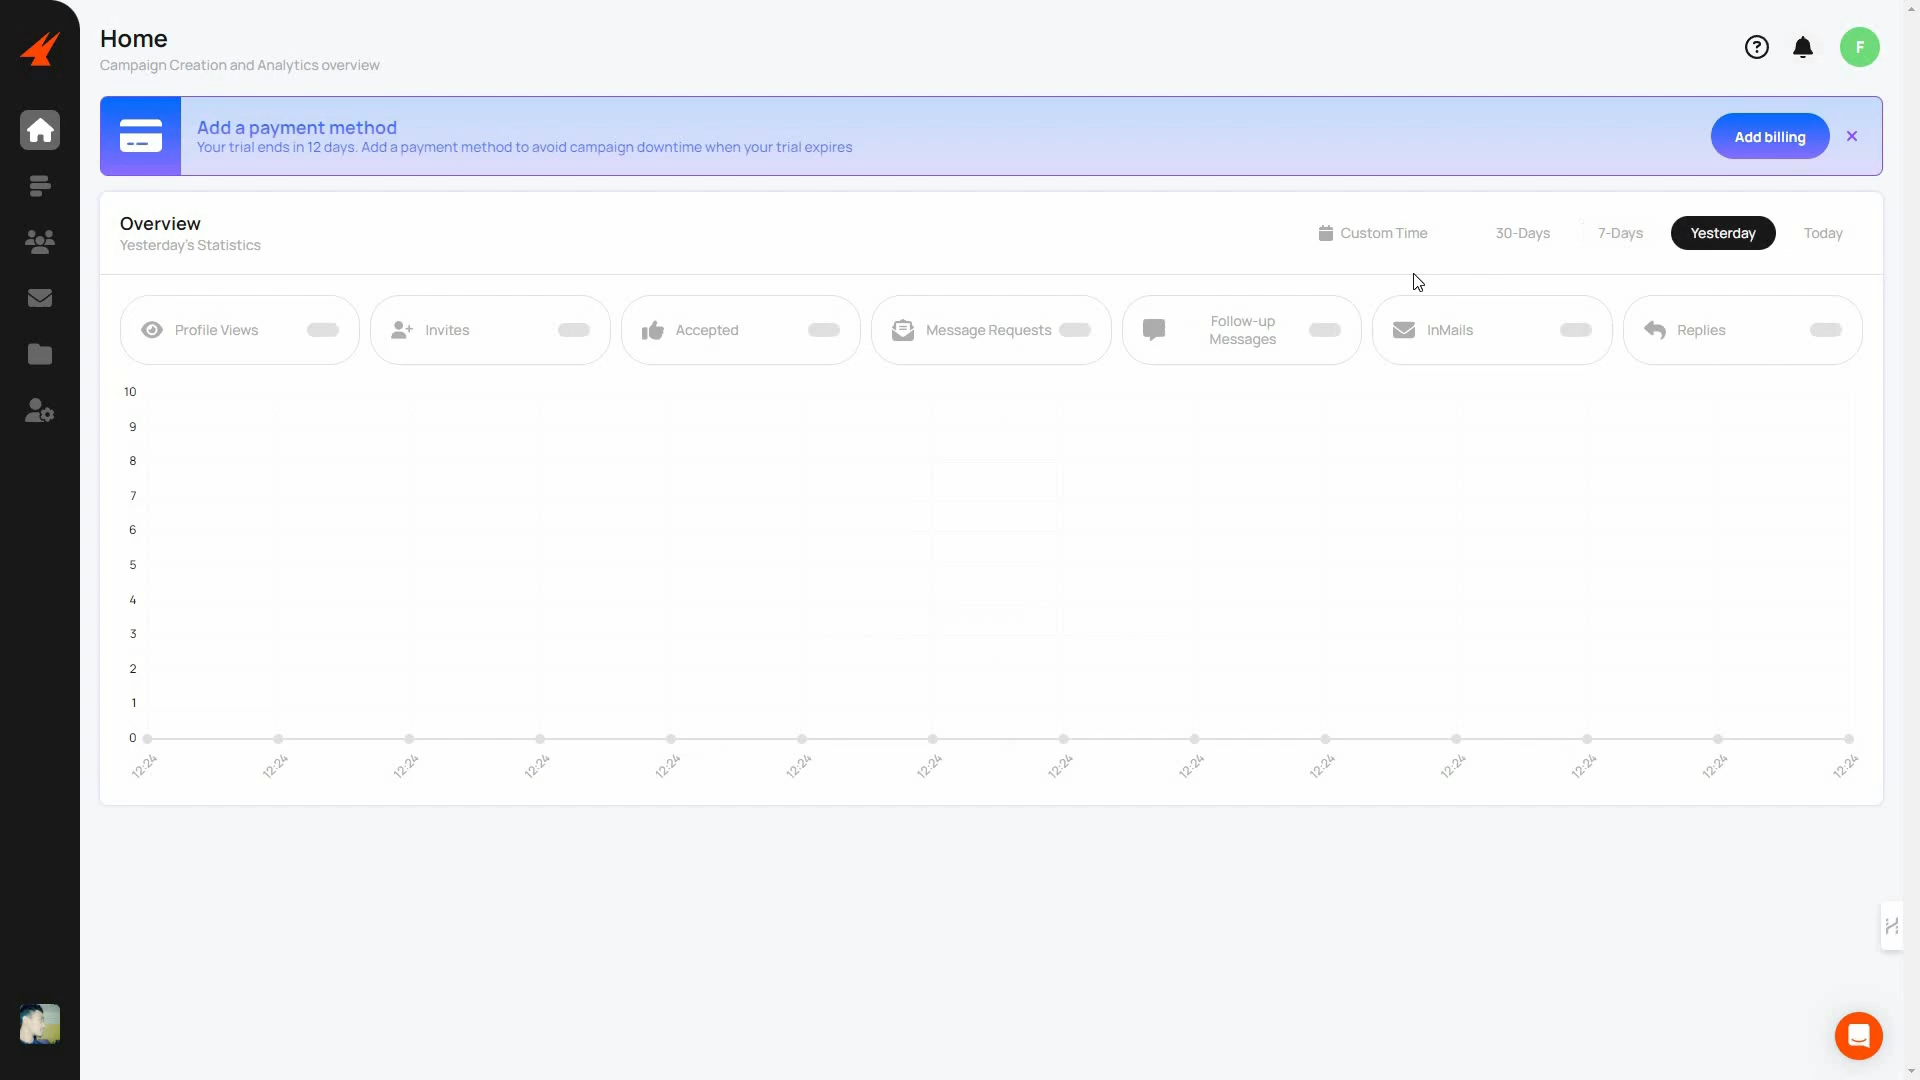 Home
Campaign Creation and Analytics overview
F
Add a payment method
Your trial ends in 12 days. Add a payment method to avoid campaign downtime when your trial expires
Add billing
Overview
Yesterday's Statistics
Custom Time
30-Days
7-Days
Yesterday
Today
Profile Views
Invites
Accepted
Message Requests
Follow-up
Messages
InMails
Replies
10
9
8
7
6
5
4
3
2
1
0
12:24
12:24
12:24
12:24
12:24
12:24
12:24
12:24
12:24
12:24
12:24
12:24
12:24
12:24